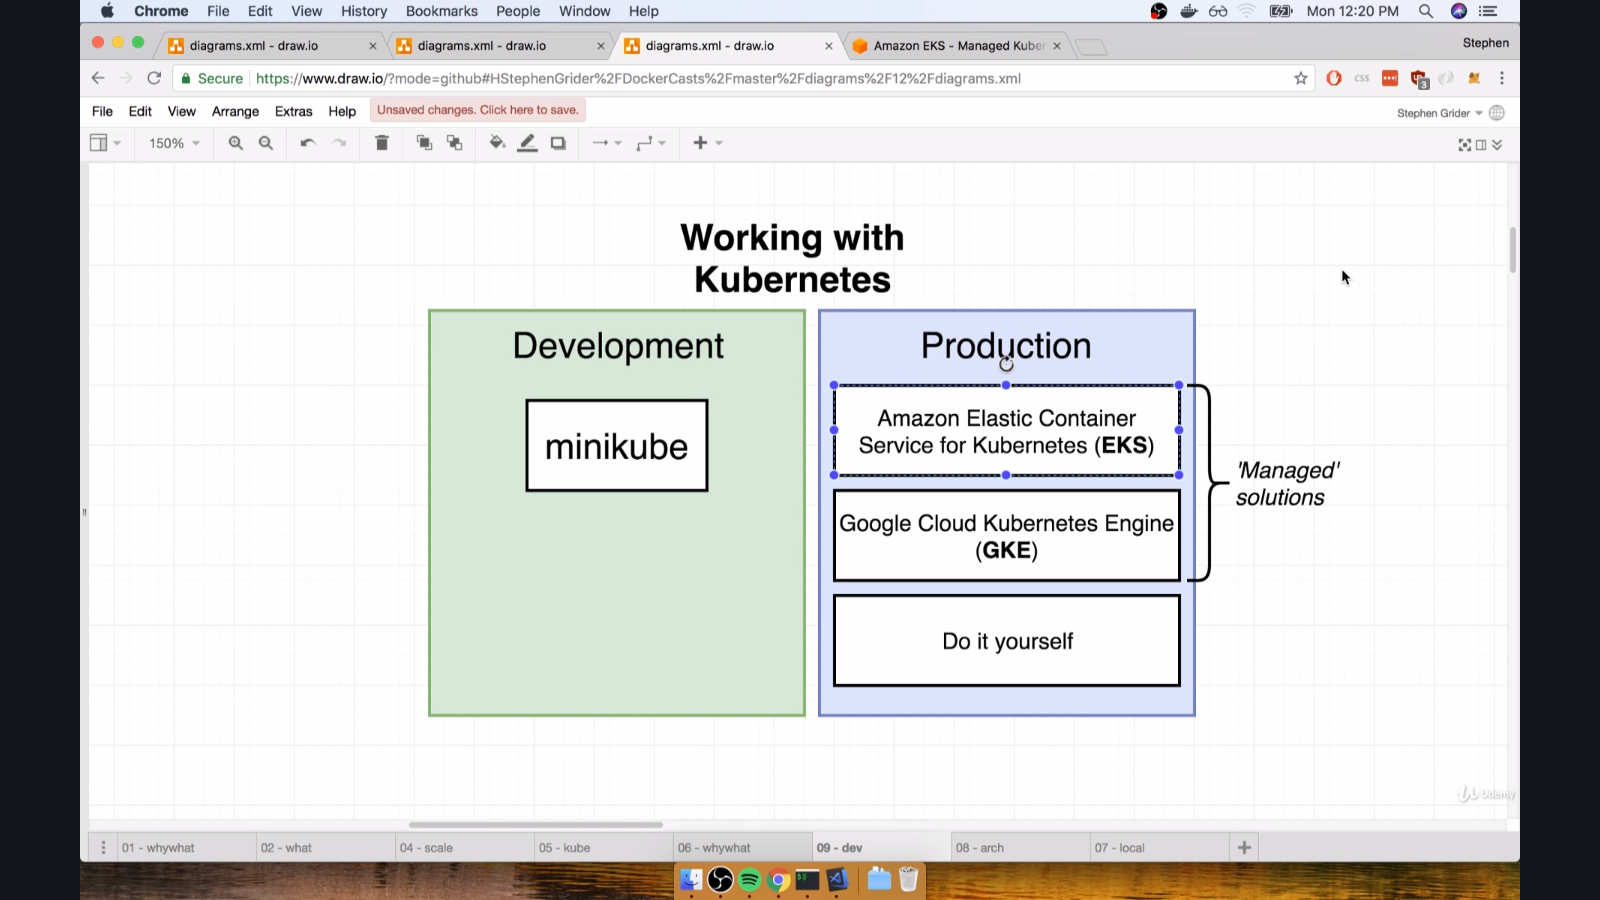 Chrome File Edit View History Bookmarks People Window Help Mon 12:20 PM
diagrams.xml - draw.io diagrams.xml - draw.io diagrams.xml - draw.io Amazon EKS - Managed Kuber Stephen
Secure https://www.draw.io/?mode=github#HStephenGrider%2FDockerCasts%2Fmaster%2Fdiagrams%2F12%2Fdiagrams.xml css 3
File Edit View Arrange Extras Help Unsaved changes. Click here to save. Stephen Grider
150%
Working with
Kubernetes
Development
minikube
Production
Amazon Elastic Container
Service for Kubernetes (EKS)
Google Cloud Kubernetes Engine
(GKE)
Do it yourself
'Managed'
solutions
Udemy
01 - whywhat 02 - what 04 - scale 05 - kube 06 - whywhat 09 - dev 08 - arch 07 - local